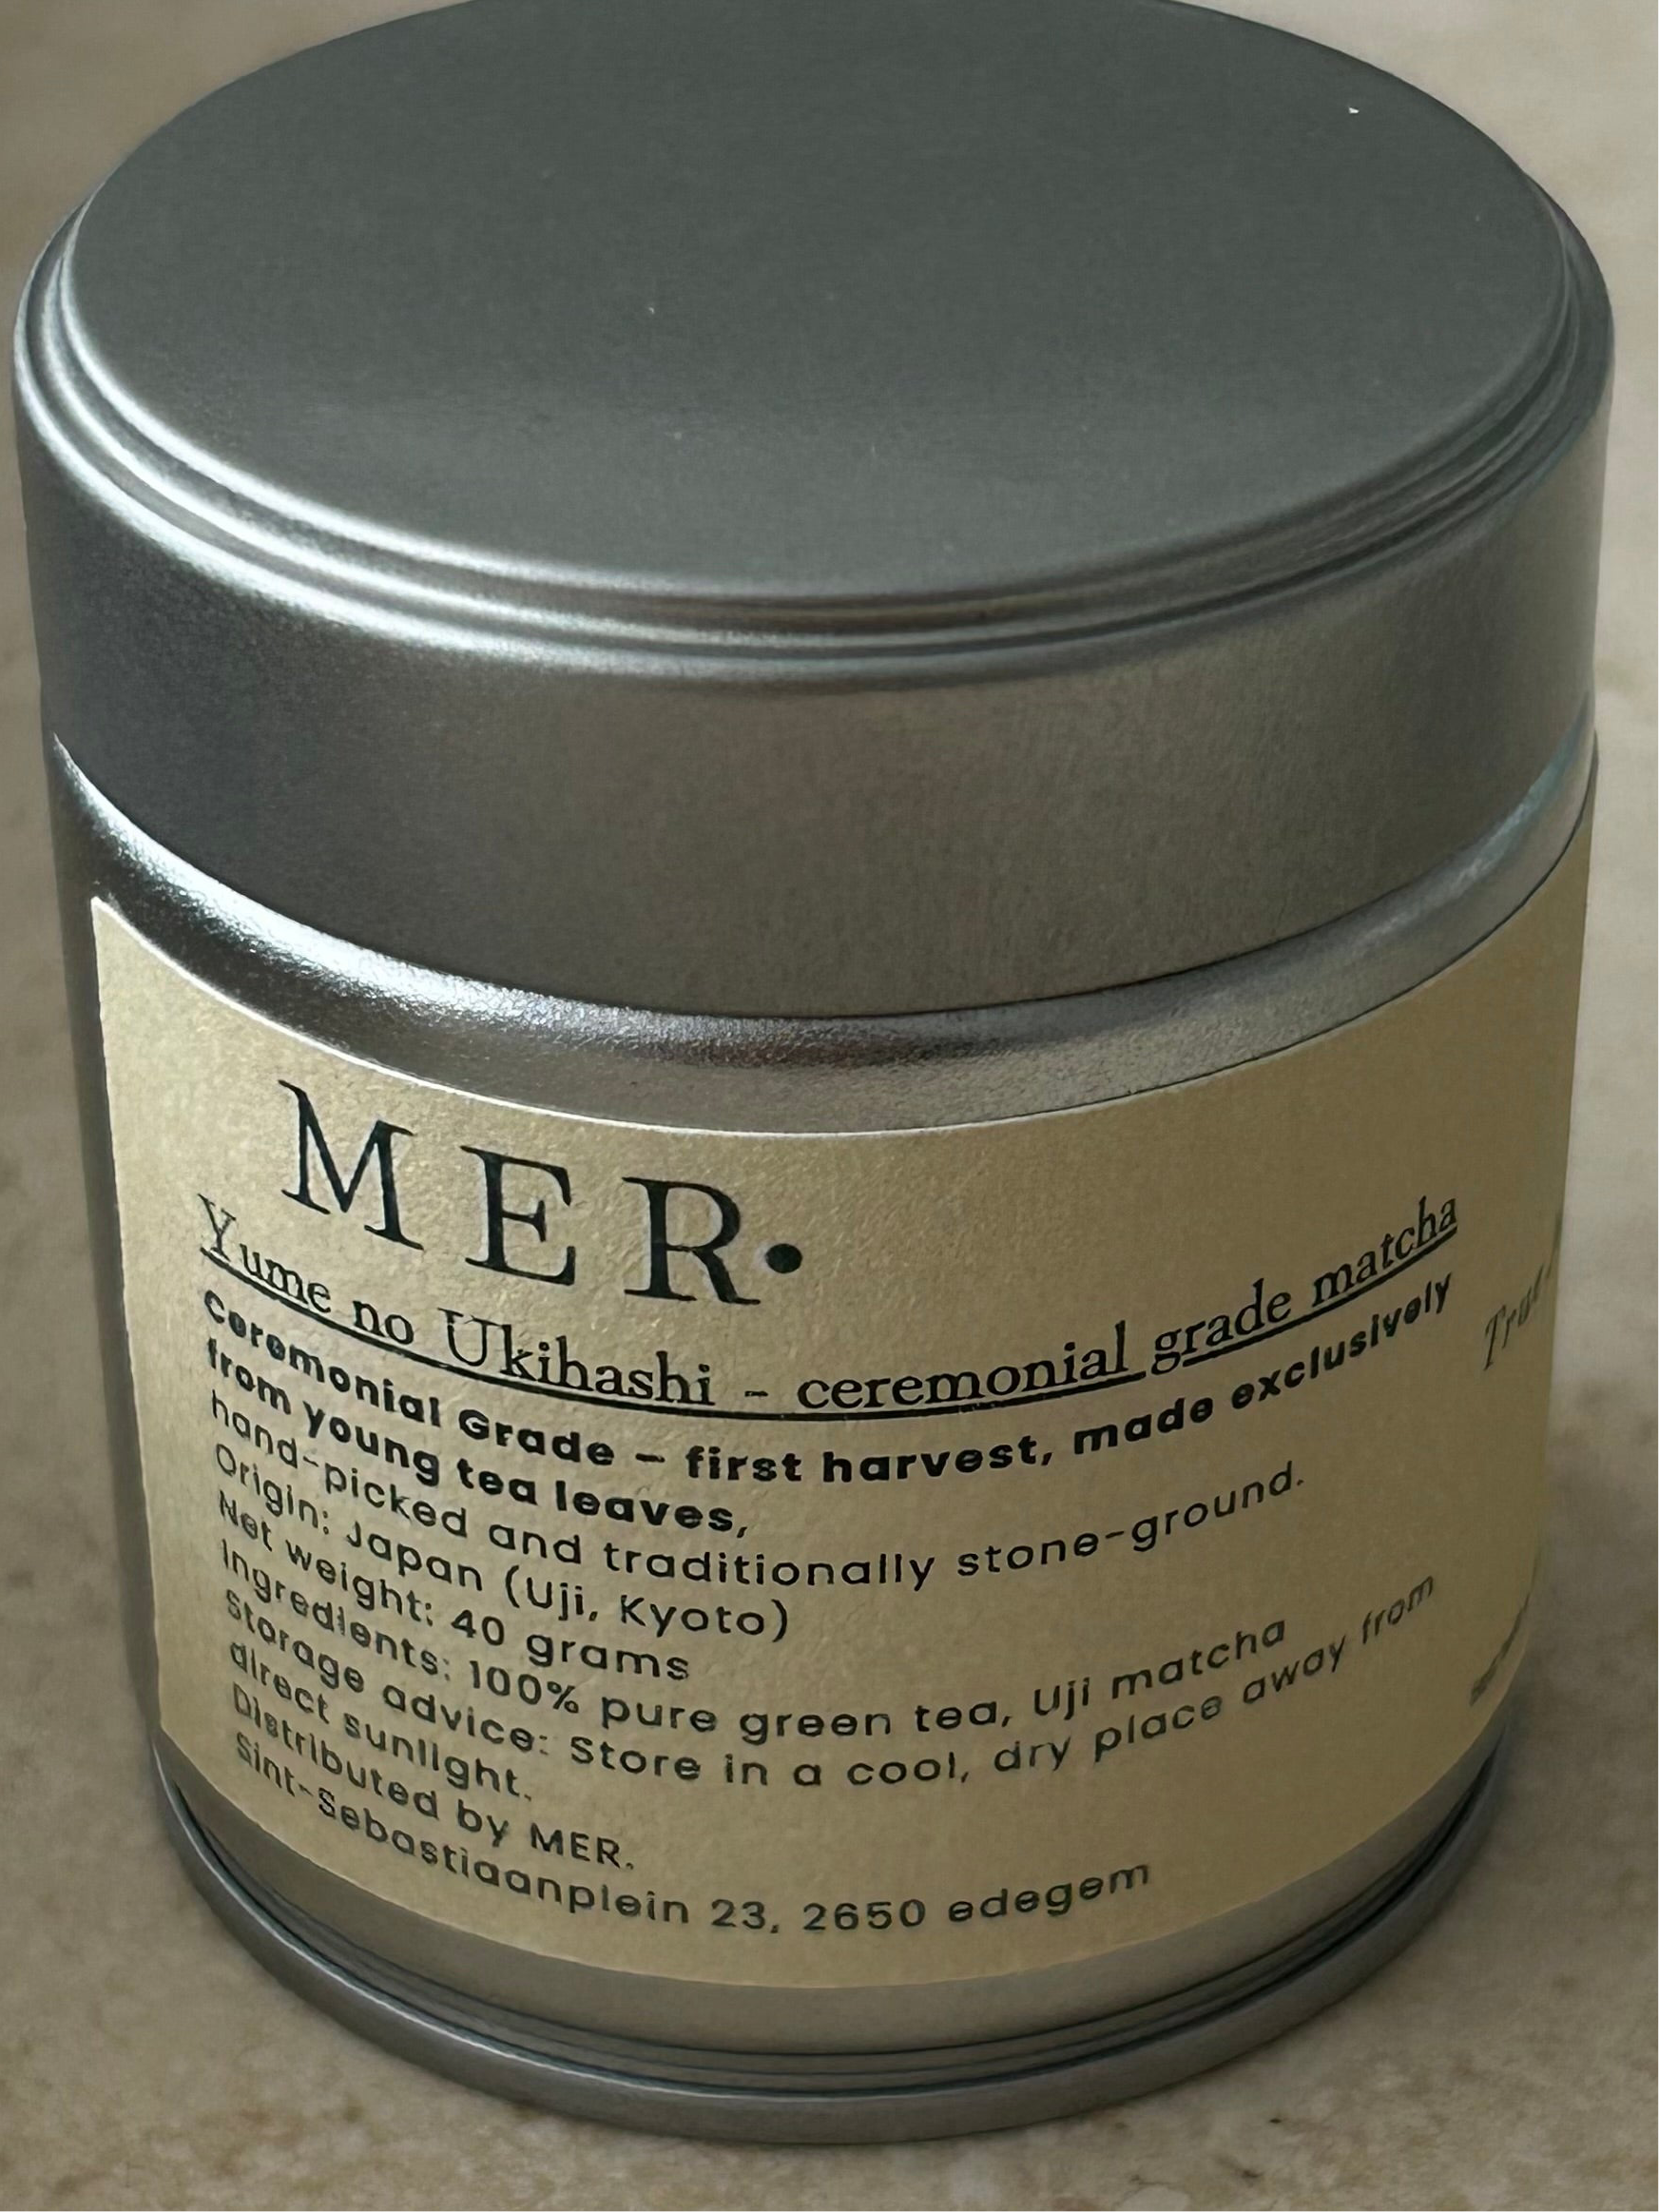 MER•
Yume no Ukihashi - ceremonial grade matcha
Ceremonial Grade – first harvest, made exclusively
from young tea leaves,
hand-picked and traditionally stone-ground.
Origin: Japan (Uji, Kyoto)
Net weight: 40 grams
Ingredients: 100% pure green tea, Uji matcha
Storage advice: Store in a cool, dry place away from
direct sunlight.
Distributed by MER.
Sint-Sebastiaanplein 23, 2650 edegem